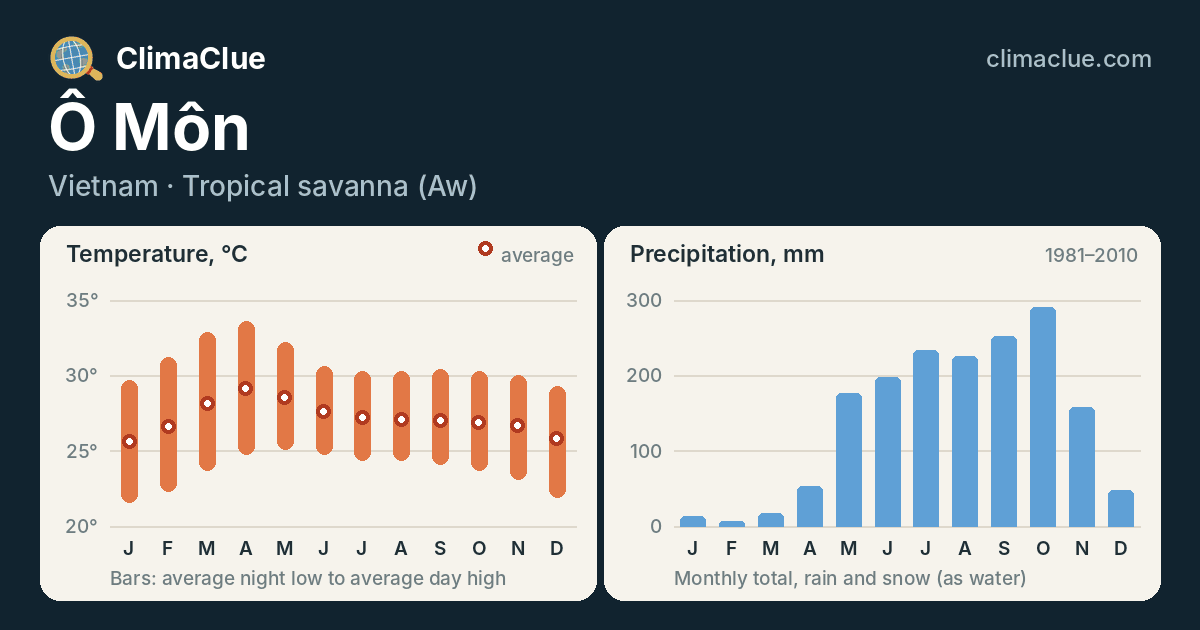 ClimaClue
climaclue.com
Ô Môn
Vietnam · Tropical savanna (Aw)
Temperature, °C
average
35°
30°
25°
20°
J F M A M J J A S O N D
Bars: average night low to average day high
Precipitation, mm
1981–2010
300
200
100
0
J F M A M J J A S O N D
Monthly total, rain and snow (as water)